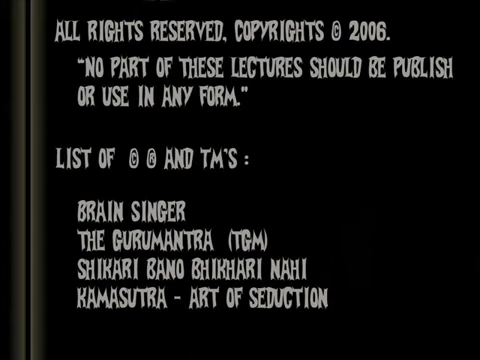 ALL RIGHTS RESERVED, COPYRIGHTS © 2006.
"NO PART OF THESE LECTURES SHOULD BE PUBLISH
OR USE IN ANY FORM."
LIST OF © ® AND TM'S :
BRAIN SINGER
THE GURUMANTRA (TGM)
SHIKARI BANO BHIKHARI NAHI
KAMASUTRA - ART OF SEDUCTION